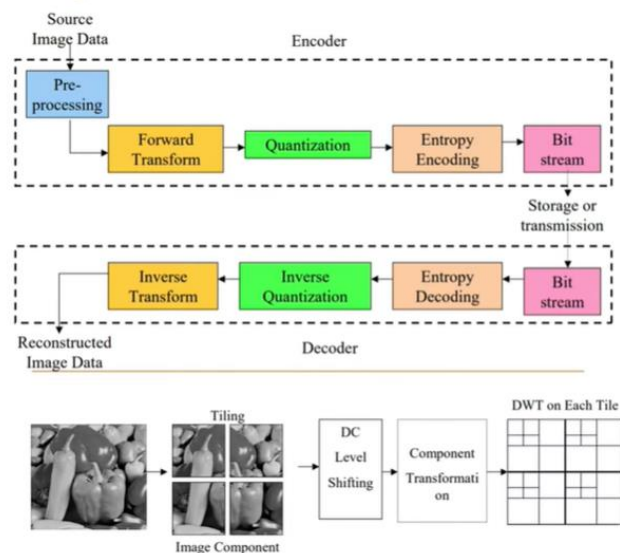 Source
Image Data
Encoder
Pre-
processing
Forward
Transform
Quantization
Entropy
Encoding
Bit
stream
Storage or
transmission
Inverse
Transform
Inverse
Quantization
Entropy
Decoding
Bit
stream
Reconstructed
Image Data
Decoder
Tiling
DWT on Each Tile
DC
Level
Shifting
Component
Transformati
on
Image Component